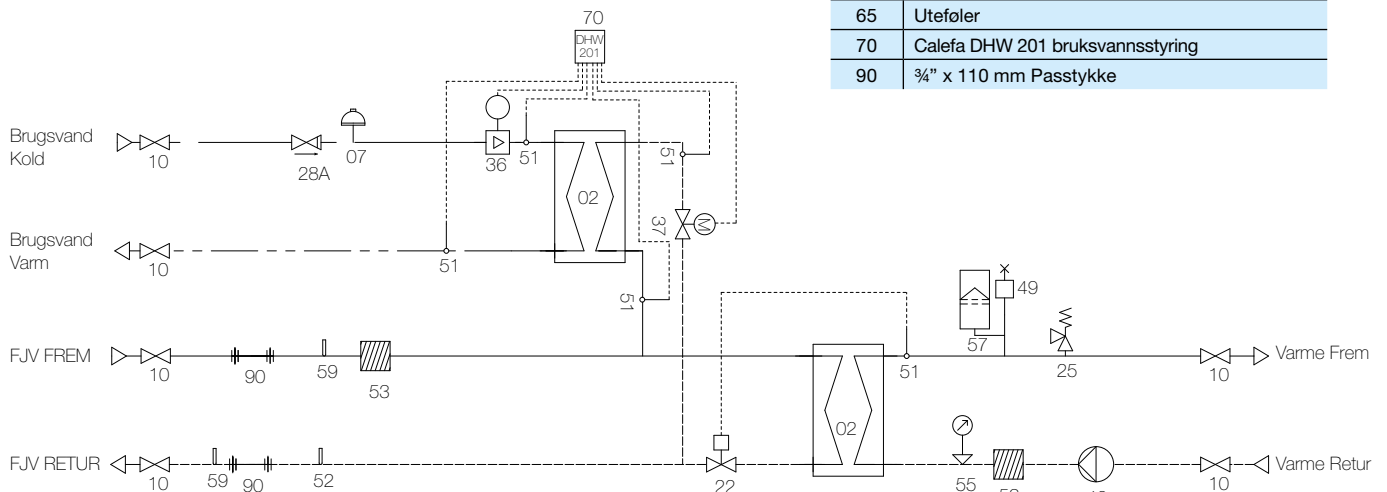 65 Uteføler
70 Calefa DHW 201 bruksvannsstyring
90 ¾” x 110 mm Passtykke
70
DHW
201
Brugsvand
Kold
10
28A
07
36
51
02
51
37
M
Brugsvand
Varm
10
51
51
49
57
25
FJV FREM
10
90
59
53
51
10
Varme Frem
02
FJV RETUR
10
59
90
52
22
55
10
Varme Retur